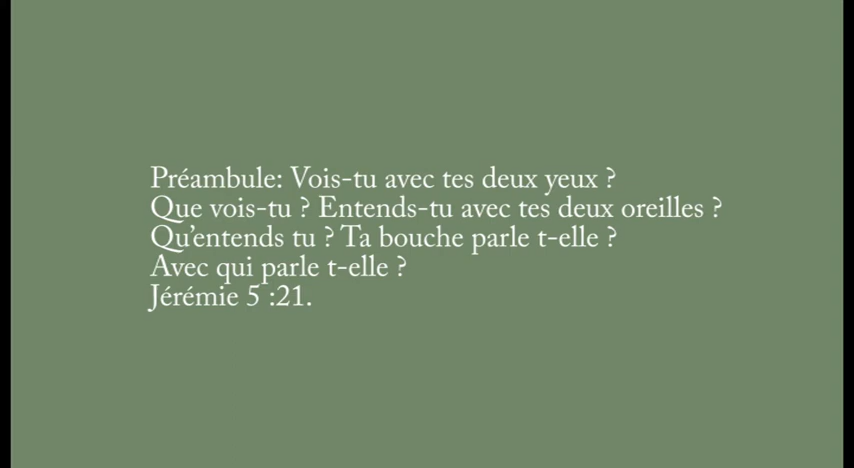 Préambule: Vois-tu avec tes deux yeux ?
Que vois-tu ? Entends-tu avec tes deux oreilles ?
Qu’entends tu ? Ta bouche parle t-elle ?
Avec qui parle t-elle ?
Jérémie 5 :21.